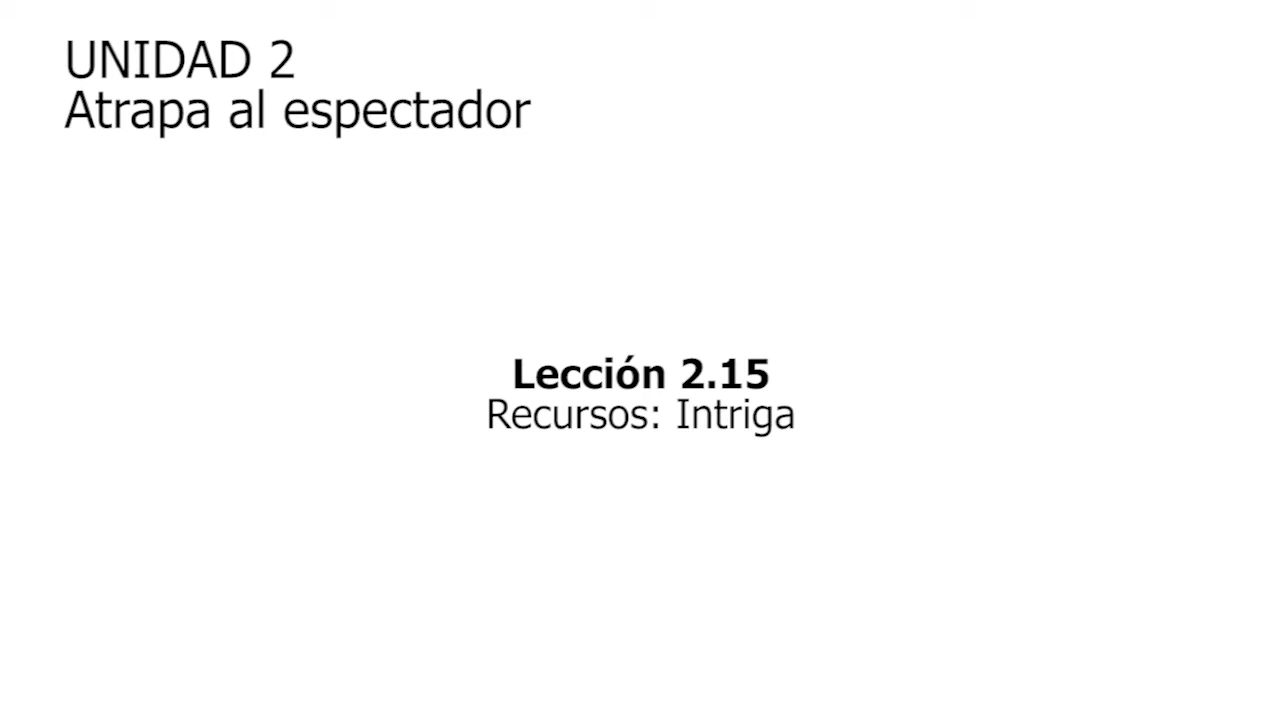 UNIDAD 2
Atrapa al espectador
Lección 2.15
Recursos: Intriga